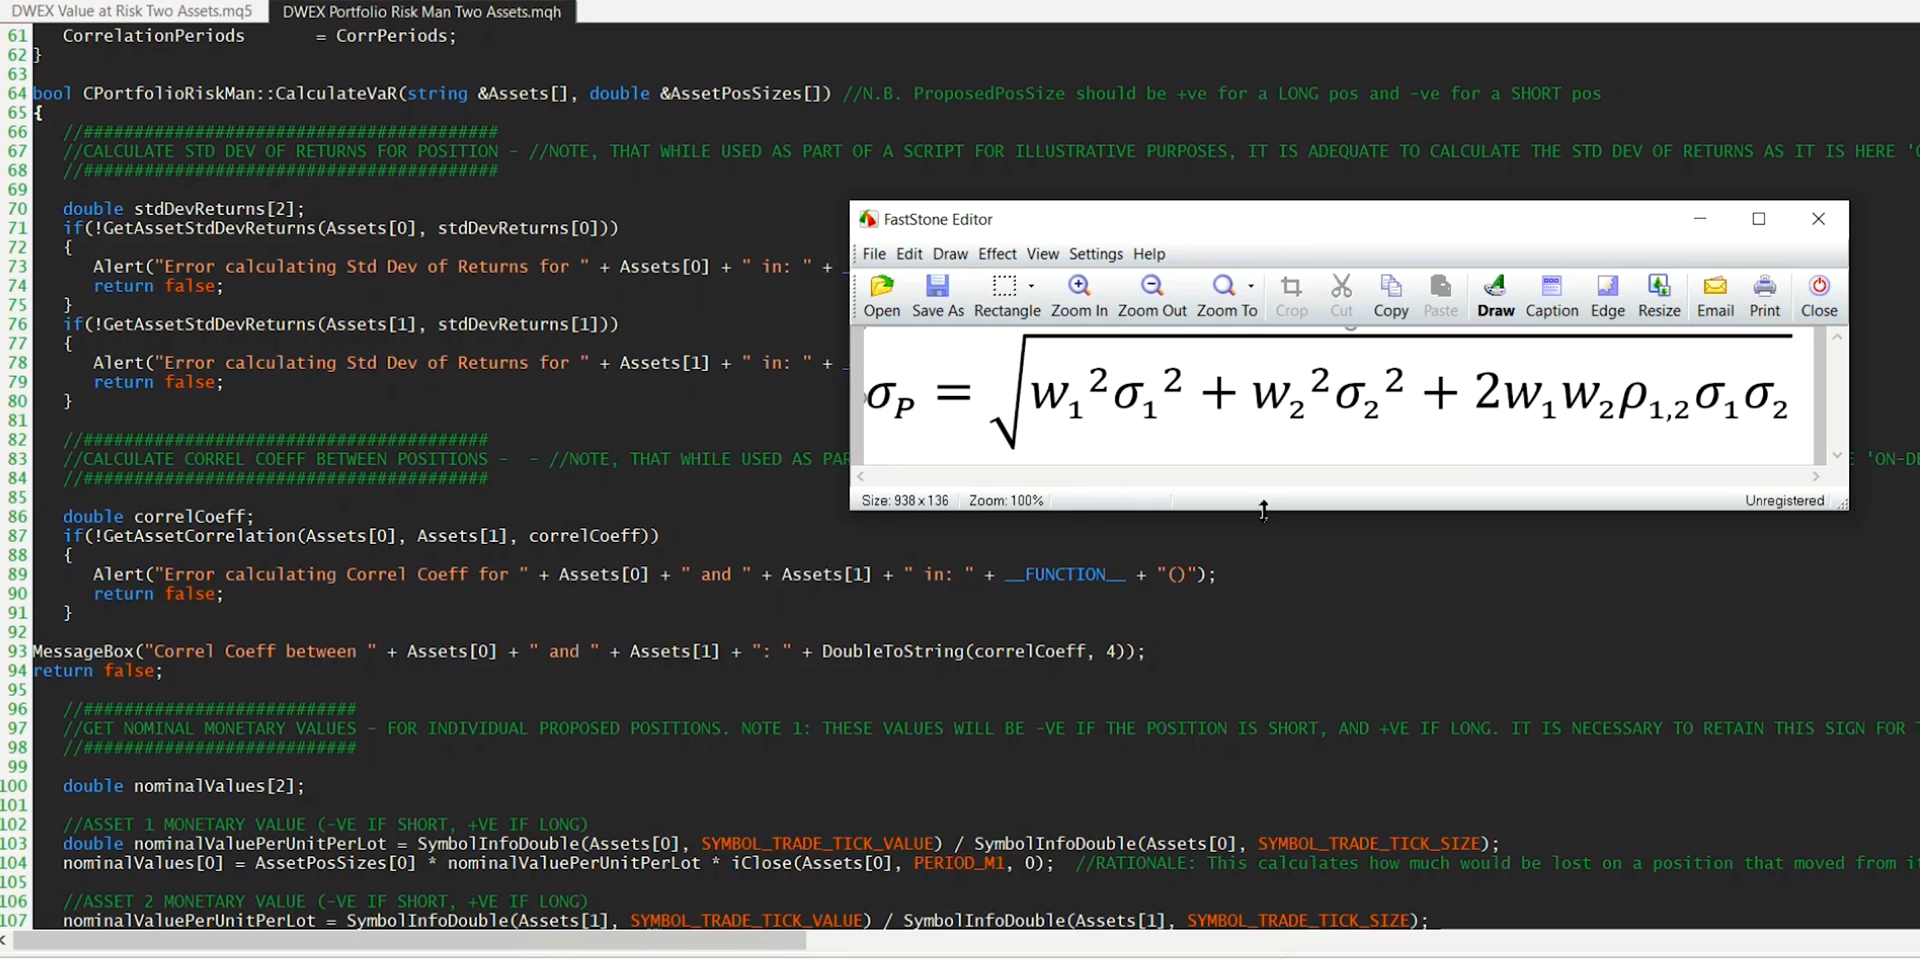 DWEX Value at Risk Two Assets.mq5 DWEX Portfolio Risk Man Two Assets.mqh
61 CorrelationPeriods = CorrPeriods;
62 }
63
64 bool CPortfolioRiskMan::CalculateVaR(string &Assets[], double &AssetPosSizes[]) //N.B. ProposedPosSize should be +ve for a LONG pos and -ve for a SHORT pos
65 {
66 //#########################################
67 //CALCULATE STD DEV OF RETURNS FOR POSITION - //NOTE, THAT WHILE USED AS PART OF A SCRIPT FOR ILLUSTRATIVE PURPOSES, IT IS ADEQUATE TO CALCULATE THE STD DEV OF RETURNS AS IT IS HERE
68 //#########################################
69
70 double stdDevReturns[2];
71 if(!GetAssetStdDevReturns(Assets[0], stdDevReturns[0]))
72 {
73 Alert("Error calculating Std Dev of Returns for " + Assets[0] + " in: " +
74 return false;
75 }
76 if(!GetAssetStdDevReturns(Assets[1], stdDevReturns[1]))
77 {
78 Alert("Error calculating Std Dev of Returns for " + Assets[1] + " in: " +
79 return false;
80 }
81
82 //########################################
83 //CALCULATE CORREL COEFF BETWEEN POSITIONS - - //NOTE, THAT WHILE USED AS PAR E 'ON-DE
84 //########################################
85
86 double correlCoeff;
87 if(!GetAssetCorrelation(Assets[0], Assets[1], correlCoeff))
88 {
89 Alert("Error calculating Correl Coeff for " + Assets[0] + " and " + Assets[1] + " in: " + __FUNCTION__ + "()");
90 return false;
91 }
92
93 MessageBox("Correl Coeff between " + Assets[0] + " and " + Assets[1] + ": " + DoubleToString(correlCoeff, 4));
94 return false;
95
96 //###########################
97 //GET NOMINAL MONETARY VALUES - FOR INDIVIDUAL PROPOSED POSITIONS. NOTE 1: THESE VALUES WILL BE -VE IF THE POSITION IS SHORT, AND +VE IF LONG. IT IS NECESSARY TO RETAIN THIS SIGN FOR T
98 //###########################
99
100 double nominalValues[2];
101
102 //ASSET 1 MONETARY VALUE (-VE IF SHORT, +VE IF LONG)
103 double nominalValuePerUnitPerLot = SymbolInfoDouble(Assets[0], SYMBOL_TRADE_TICK_VALUE) / SymbolInfoDouble(Assets[0], SYMBOL_TRADE_TICK_SIZE);
104 nominalValues[0] = AssetPosSizes[0] * nominalValuePerUnitPerLot * iClose(Assets[0], PERIOD_M1, 0); //RATIONALE: This calculates how much would be lost on a position that moved from i
105
106 //ASSET 2 MONETARY VALUE (-VE IF SHORT, +VE IF LONG)
107 nominalValuePerUnitPerLot = SymbolInfoDouble(Assets[1], SYMBOL_TRADE_TICK_VALUE) / SymbolInfoDouble(Assets[1], SYMBOL_TRADE_TICK_SIZE);
FastStone Editor
File Edit Draw Effect View Settings Help
Open Save As Rectangle Zoom In Zoom Out Zoom To Crop Cut Copy Paste Draw Caption Edge Resize Email Print Close
σ_P = √(w₁²σ₁² + w₂²σ₂² + 2w₁w₂ρ₁,₂σ₁σ₂)
Size: 938 x 136 Zoom: 100% Unregistered